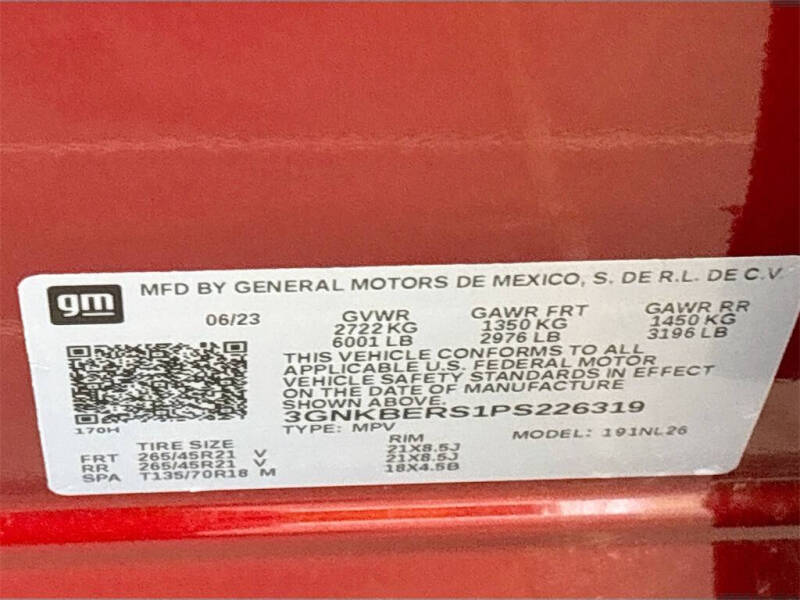 gm MFD BY GENERAL MOTORS DE MEXICO, S. DE R.L. DE C.V
06/23 GVWR GAWR FRT GAWR RR
2722 KG 1350 KG 1450 KG
6001 LB 2976 LB 3196 LB
THIS VEHICLE CONFORMS TO ALL
APPLICABLE U.S. FEDERAL MOTOR
VEHICLE SAFETY STANDARDS IN EFFECT
ON THE DATE OF MANUFACTURE
SHOWN ABOVE.
3GNKBERS1PS226319
170H TYPE: MPV MODEL: 191NL26
TIRE SIZE RIM
FRT 265/45R21 V 21X8.5J
RR 265/45R21 V 21X8.5J
SPA T135/70R18 M 18X4.5B